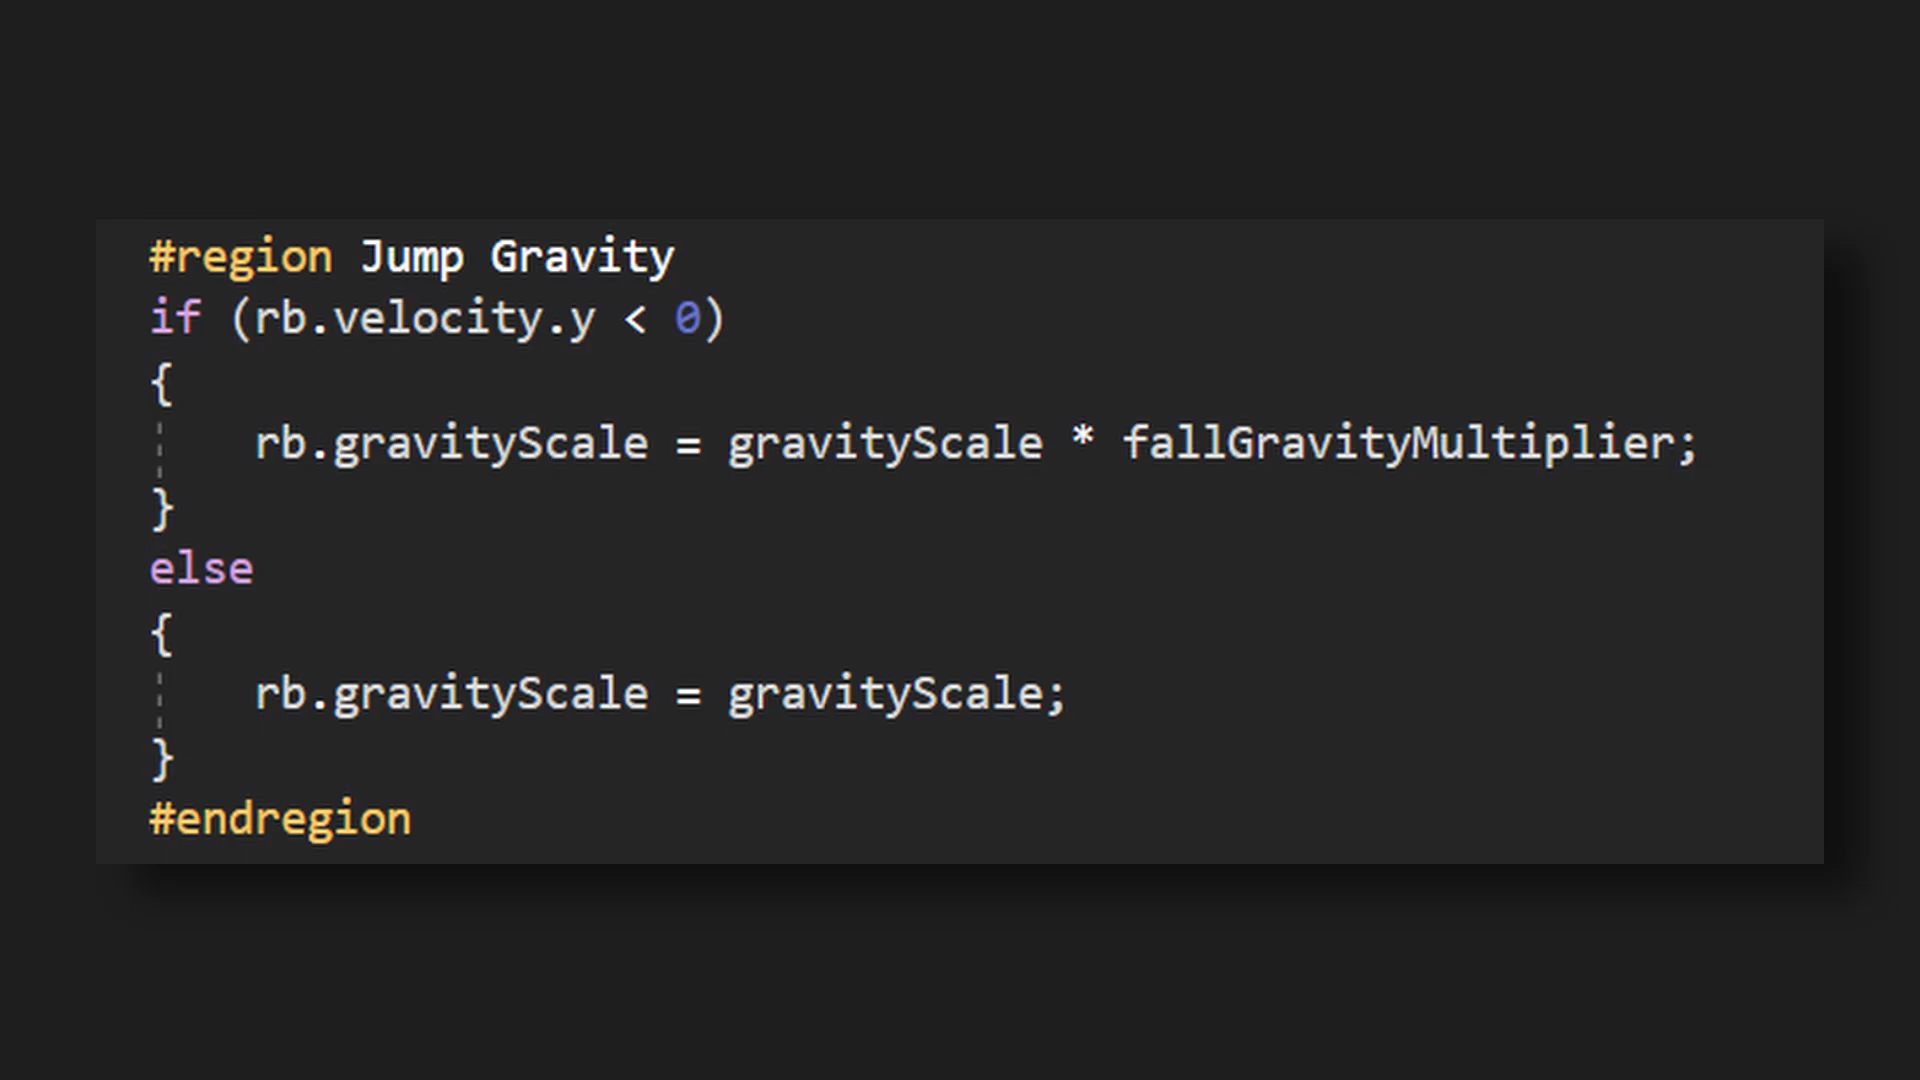 #region Jump Gravity
if (rb.velocity.y < 0)
{
    rb.gravityScale = gravityScale * fallGravityMultiplier;
}
else
{
    rb.gravityScale = gravityScale;
}
#endregion